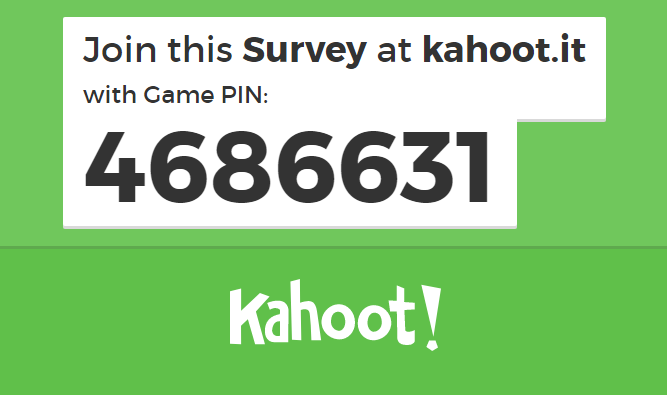 Join this Survey at kahoot.it
with Game PIN:
4686631
Kahoot!